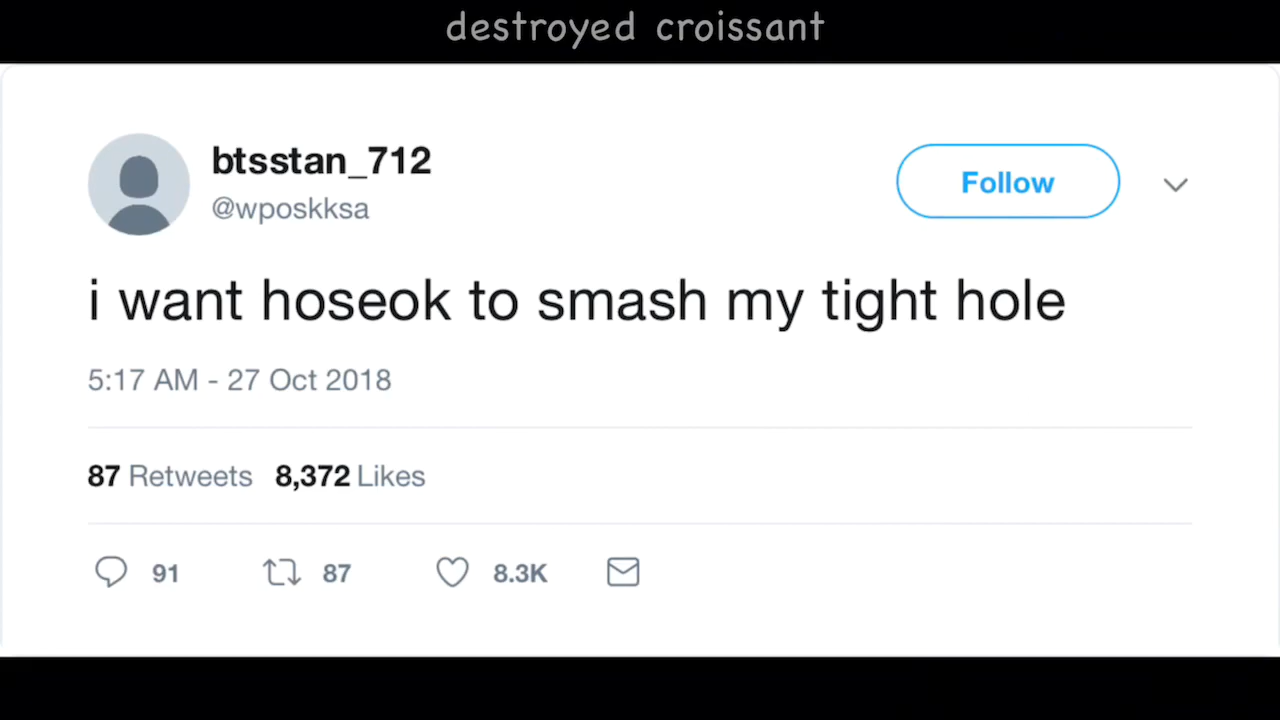 destroyed croissant
btsstan_712
@wposkksa
Follow
i want hoseok to smash my tight hole
5:17 AM - 27 Oct 2018
87 Retweets 8,372 Likes
91 87 8.3K